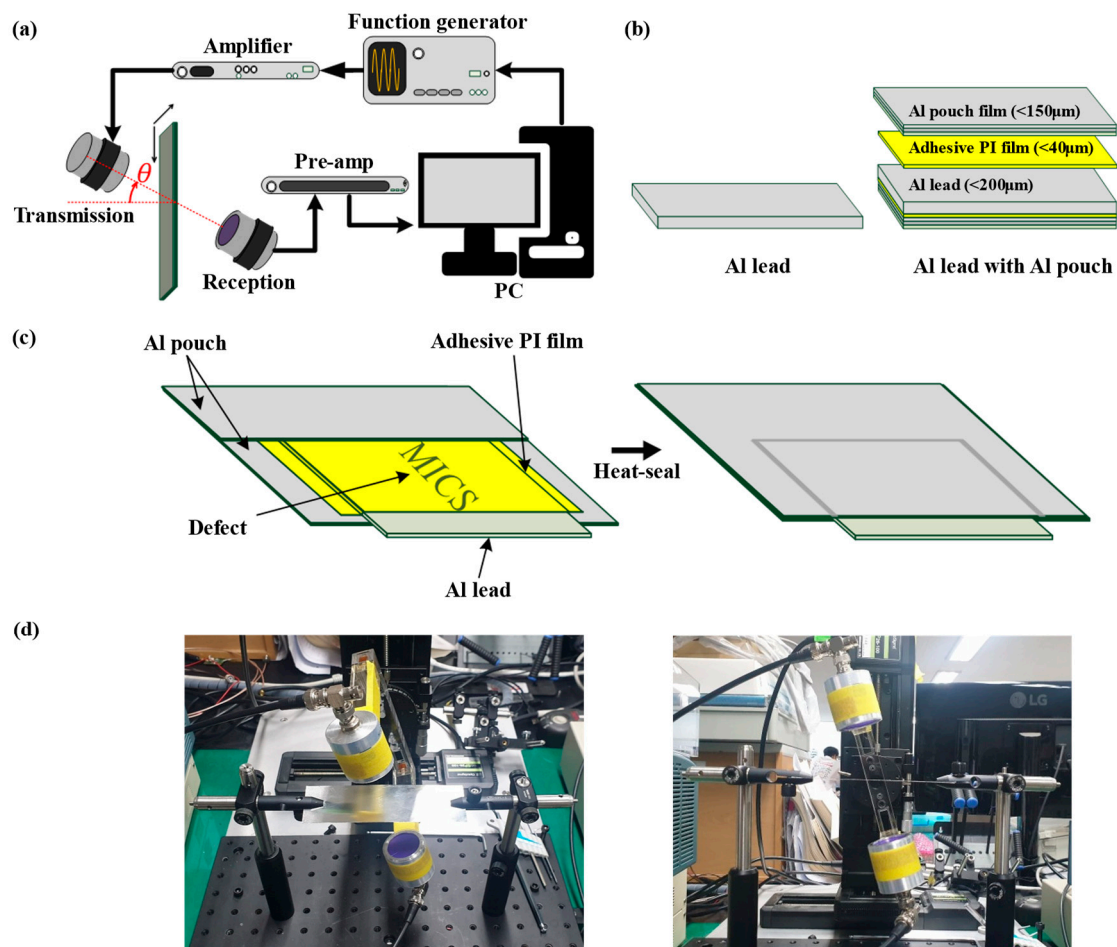 (a)
Function generator
Amplifier
Pre-amp
θ
Transmission
Reception
PC
(b)
Al pouch film (<150μm)
Adhesive PI film (<40μm)
Al lead (<200μm)
Al lead
Al lead with Al pouch
(c)
Al pouch
Adhesive PI film
MICS
Defect
Al lead
Heat-seal
(d)
LG